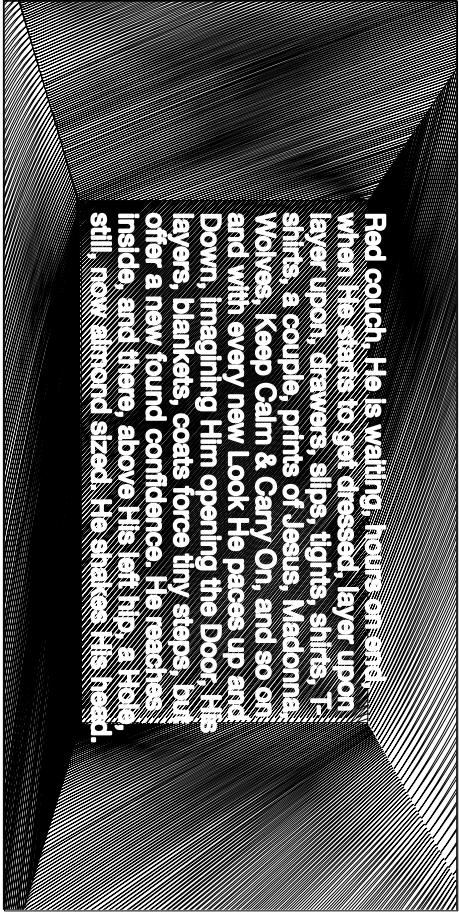 Red couch, He is waiting, hours on end,
when He starts to get dressed, layer upon
layer upon, drawers, slips, tights, shirts, T-
shirts, a couple, prints of Jesus, Madonna,
Wolves, Keep Calm & Carry On, and so on
and with every new Look He paces up and
Down, imagining Him opening the Door, His
layers, blankets, coats force tiny steps, but
offer a new found confidence. He reaches
inside, and there, above His left hip, a Hole,
still, now almond sized. He shakes His head.